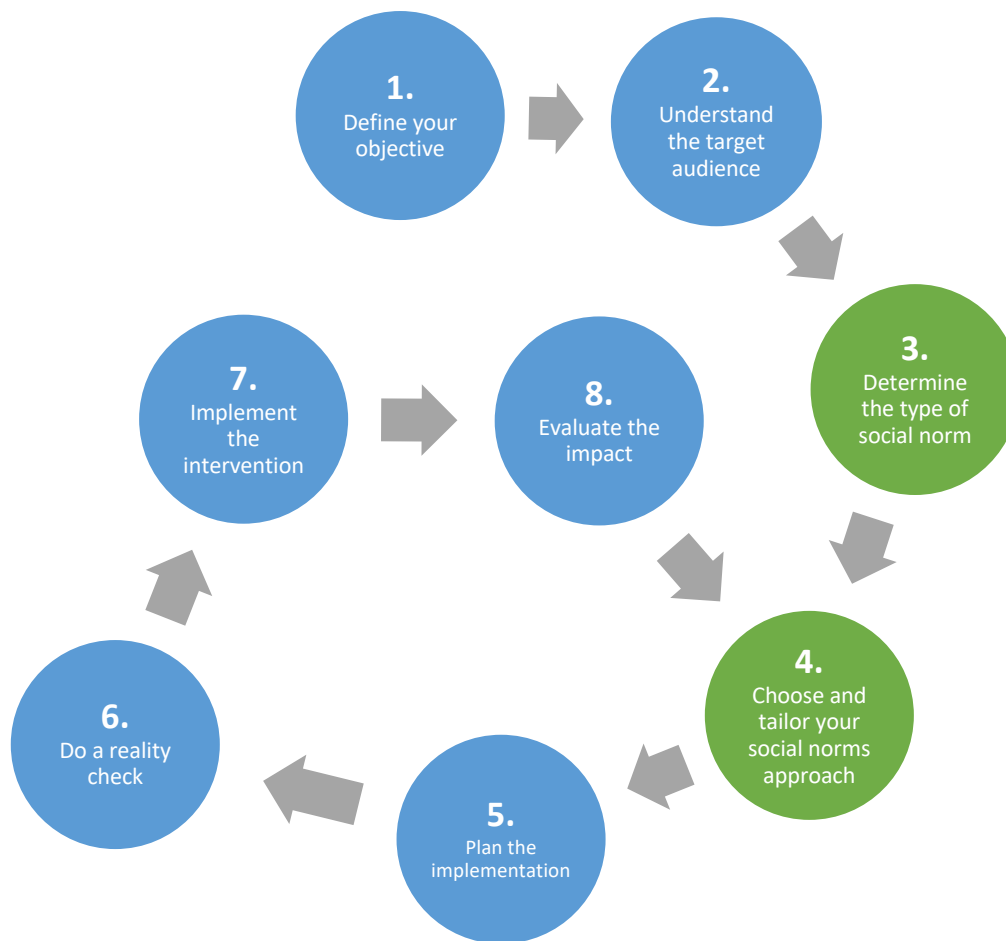 1.
Define your
objective
2.
Understand
the target
audience
3.
Determine
the type of
social norm
4.
Choose and
tailor your
social norms
approach
5.
Plan the
implementation
6.
Do a reality
check
7.
Implement
the
intervention
8.
Evaluate the
impact